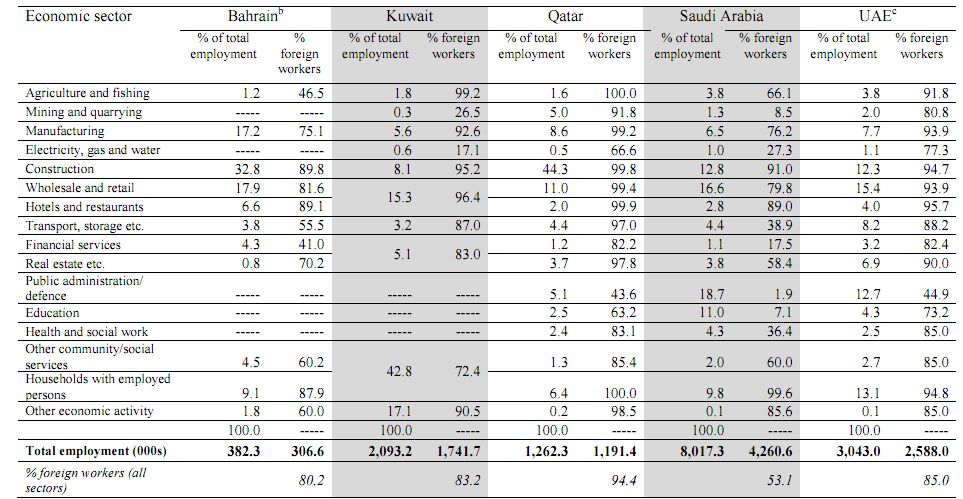 Economic sector Bahrainᵇ Kuwait Qatar Saudi Arabia UAEᶜ
% of total employment % foreign workers % of total employment % foreign workers % of total employment % foreign workers % of total employment % foreign workers % of total employment % foreign workers
Agriculture and fishing 1.2 46.5 1.8 99.2 1.6 100.0 3.8 66.1 3.8 91.8
Mining and quarrying ----- ----- 0.3 26.5 5.0 91.8 1.3 8.5 2.0 80.8
Manufacturing 17.2 75.1 5.6 92.6 8.6 99.2 6.5 76.2 7.7 93.9
Electricity, gas and water ----- ----- 0.6 17.1 0.5 66.6 1.0 27.3 1.1 77.3
Construction 32.8 89.8 8.1 95.2 44.3 99.8 12.8 91.0 12.3 94.7
Wholesale and retail 17.9 81.6 15.3 96.4 11.0 99.4 16.6 79.8 15.4 93.9
Hotels and restaurants 6.6 89.1 2.0 99.9 2.8 89.0 4.0 95.7
Transport, storage etc. 3.8 55.5 3.2 87.0 4.4 97.0 4.4 38.9 8.2 88.2
Financial services 4.3 41.0 5.1 83.0 1.2 82.2 1.1 17.5 3.2 82.4
Real estate etc. 0.8 70.2 3.7 97.8 3.8 58.4 6.9 90.0
Public administration/
defence ----- ----- ----- ----- 5.1 43.6 18.7 1.9 12.7 44.9
Education ----- ----- ----- ----- 2.5 63.2 11.0 7.1 4.3 73.2
Health and social work ----- ----- ----- ----- 2.4 83.1 4.3 36.4 2.5 85.0
Other community/social
services 4.5 60.2 42.8 72.4 1.3 85.4 2.0 60.0 2.7 85.0
Households with employed
persons 9.1 87.9 6.4 100.0 9.8 99.6 13.1 94.8
Other economic activity 1.8 60.0 17.1 90.5 0.2 98.5 0.1 85.6 0.1 85.0
100.0 ----- 100.0 ----- 100.0 ----- 100.0 ----- 100.0 -----
Total employment (000s) 382.3 306.6 2,093.2 1,741.7 1,262.3 1,191.4 8,017.3 4,260.6 3,043.0 2,588.0
% foreign workers (all
sectors) 80.2 83.2 94.4 53.1 85.0